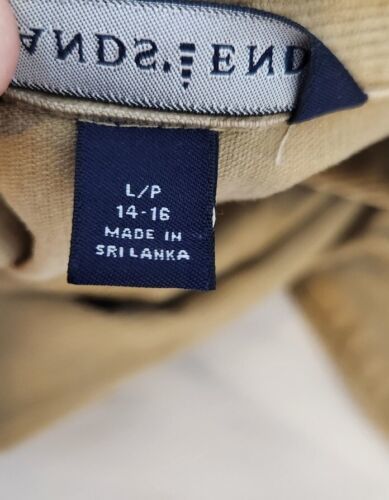 ANDS' END
L/P
14-16
MADE IN
SRI LANKA